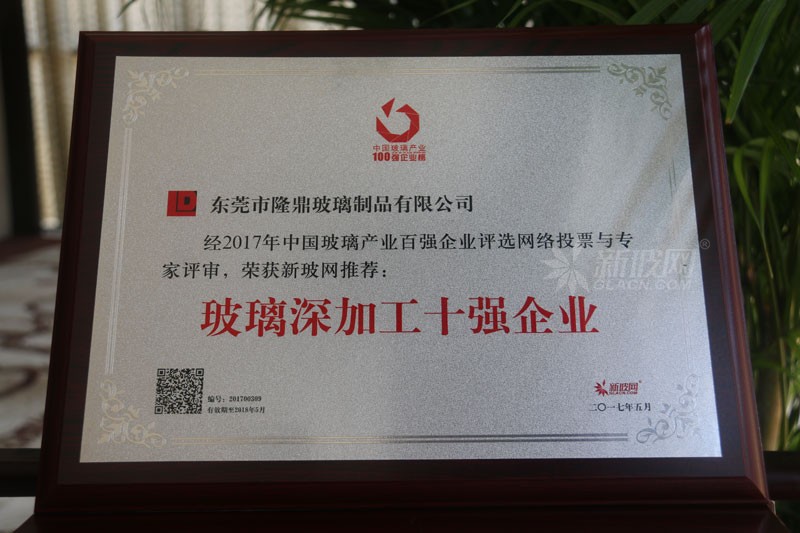 中国玻璃产业
100强企业榜
东莞市隆鼎玻璃制品有限公司
经2017年中国玻璃产业百强企业评选网络投票与专
家评审，荣获新玻网推荐：
新玻网®
GLACN.COM
玻璃深加工十强企业
编号：201700309
有效期至2018年5月
新玻网
GLACN.COM
二〇一七年五月